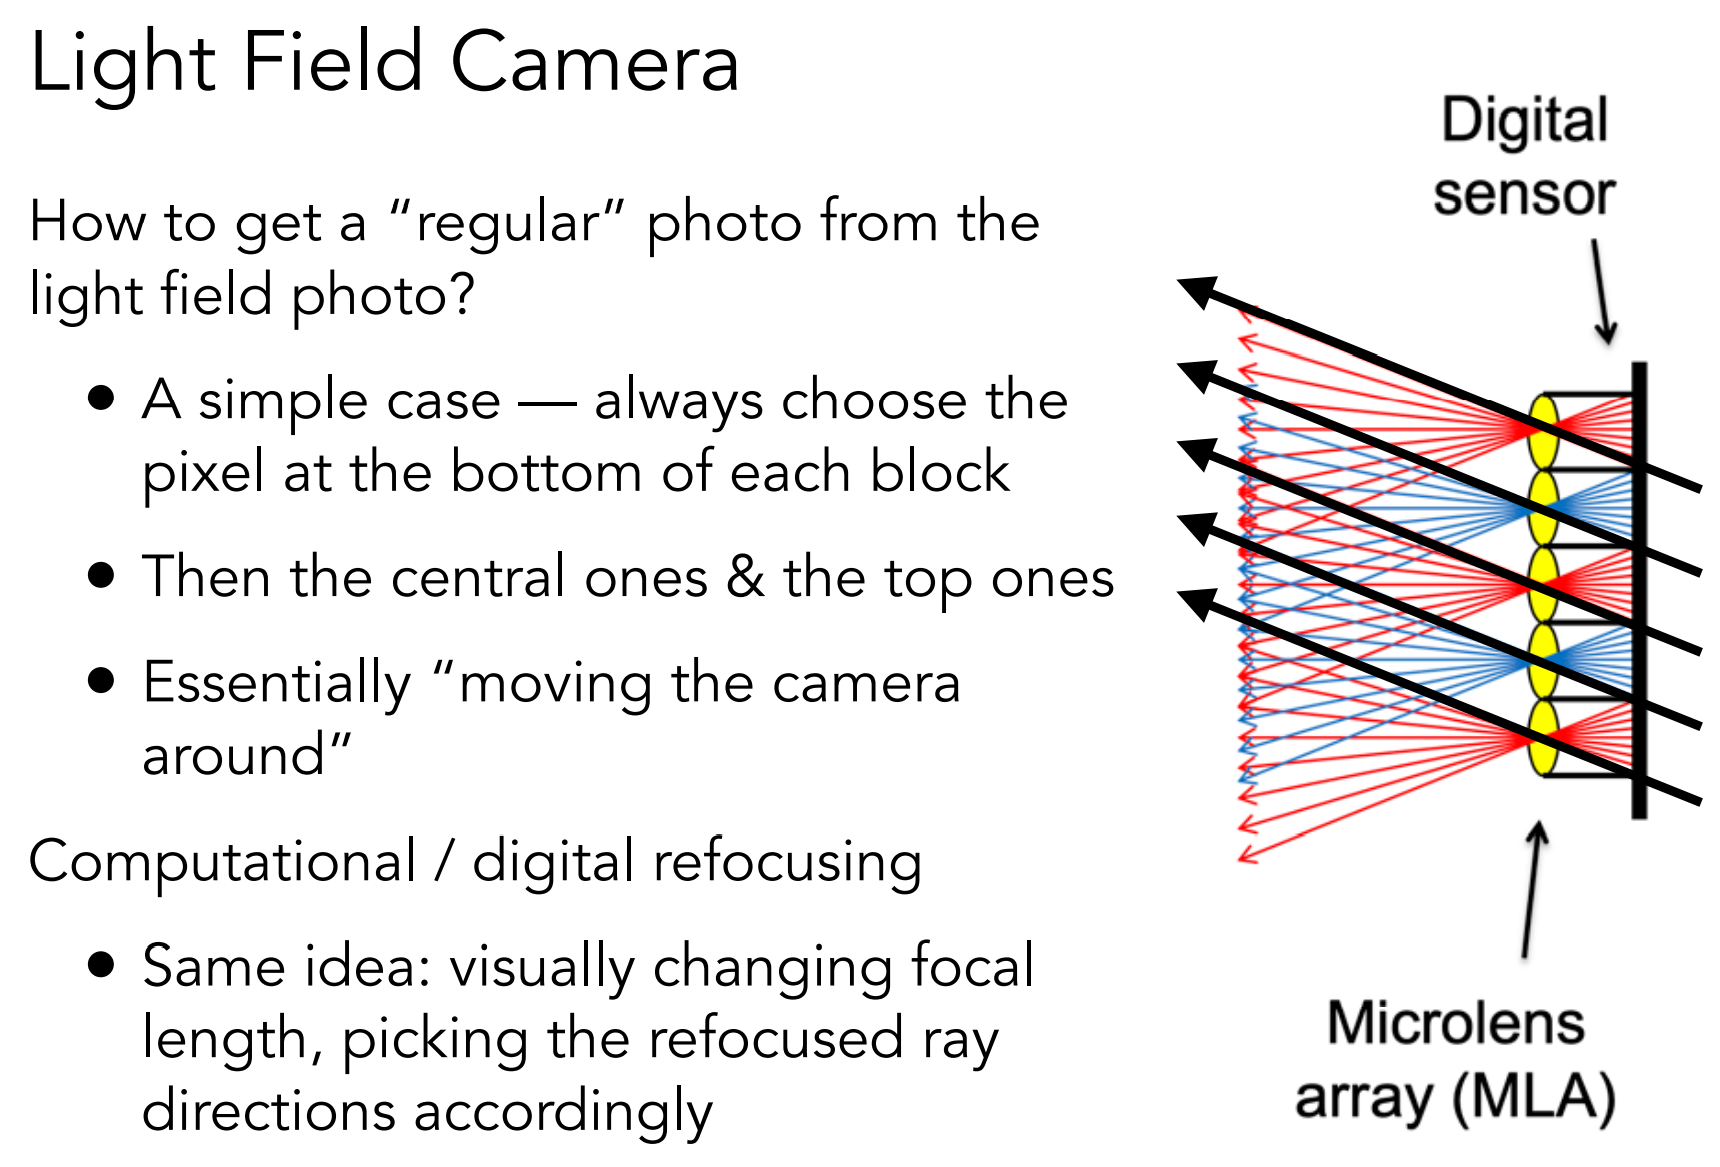 Light Field Camera
How to get a “regular” photo from the
light field photo?
• A simple case — always choose the
pixel at the bottom of each block
• Then the central ones & the top ones
• Essentially “moving the camera
around”
Computational / digital refocusing
• Same idea: visually changing focal
length, picking the refocused ray
directions accordingly
Digital
sensor
Microlens
array (MLA)